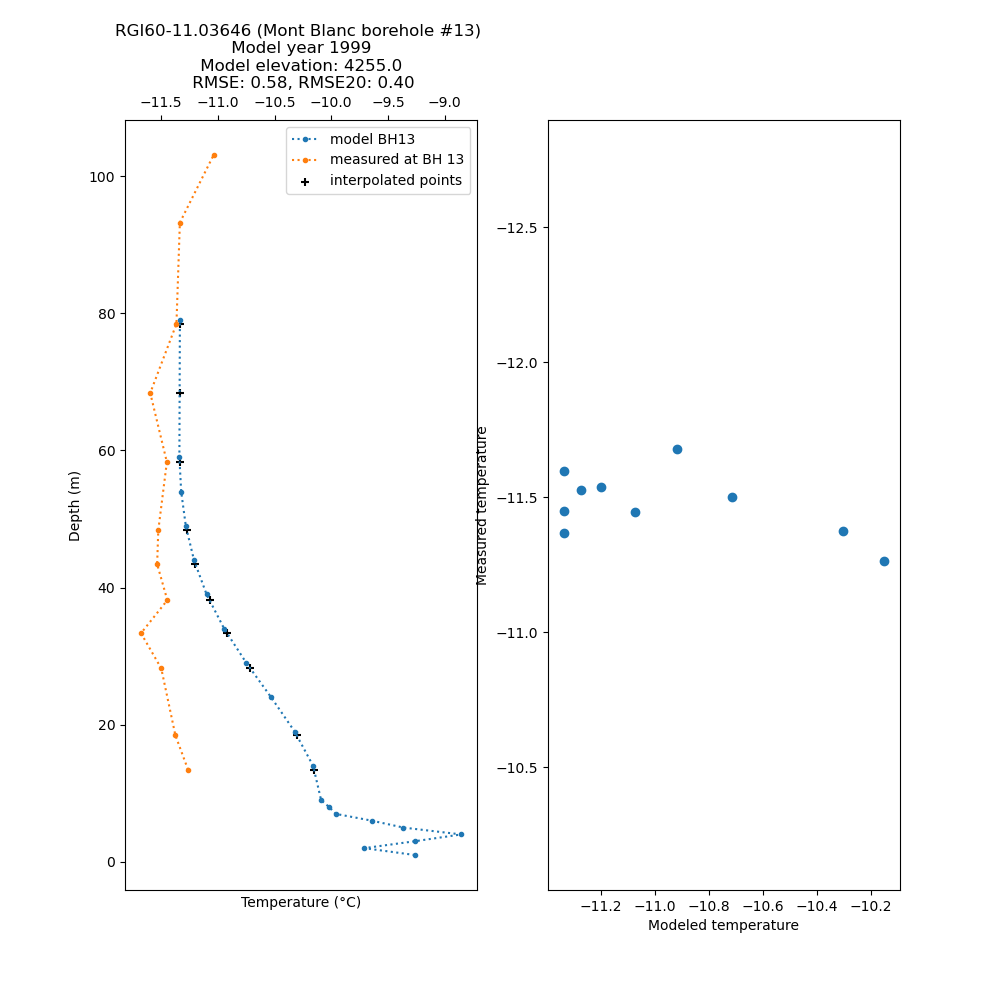 RGI60-11.03646 (Mont Blanc borehole #13)
Model year 1999
Model elevation: 4255.0
RMSE: 0.58, RMSE20: 0.40
−11.5 −11.0 −10.5 −10.0 −9.5 −9.0
model BH13
measured at BH 13
interpolated points
100
80
60
40
20
0
Depth (m)
Temperature (°C)
−12.5
−12.0
−11.5
−11.0
−10.5
Measured temperature
−11.2 −11.0 −10.8 −10.6 −10.4 −10.2
Modeled temperature